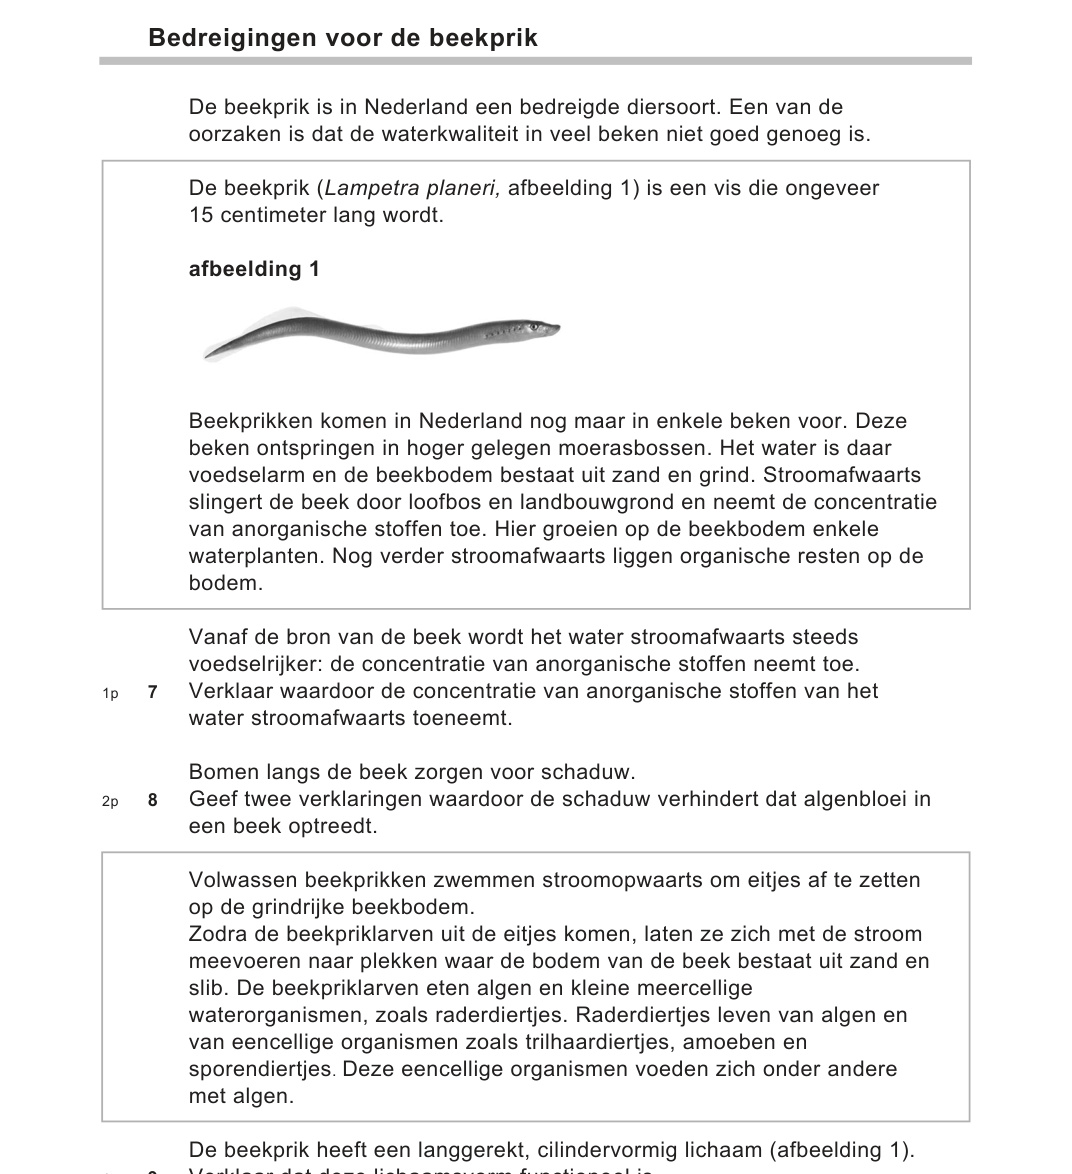 Bedreigingen voor de beekprik
De beekprik is in Nederland een bedreigde diersoort. Een van de
oorzaken is dat de waterkwaliteit in veel beken niet goed genoeg is.
De beekprik (Lampetra planeri, afbeelding 1) is een vis die ongeveer
15 centimeter lang wordt.
afbeelding 1
Beekprikken komen in Nederland nog maar in enkele beken voor. Deze
beken ontspringen in hoger gelegen moerasbossen. Het water is daar
voedselarm en de beekbodem bestaat uit zand en grind. Stroomafwaarts
slingert de beek door loofbos en landbouwgrond en neemt de concentratie
van anorganische stoffen toe. Hier groeien op de beekbodem enkele
waterplanten. Nog verder stroomafwaarts liggen organische resten op de
bodem.
Vanaf de bron van de beek wordt het water stroomafwaarts steeds
voedselrijker: de concentratie van anorganische stoffen neemt toe.
1p 7 Verklaar waardoor de concentratie van anorganische stoffen van het
water stroomafwaarts toeneemt.
Bomen langs de beek zorgen voor schaduw.
2p 8 Geef twee verklaringen waardoor de schaduw verhindert dat algenbloei in
een beek optreedt.
Volwassen beekprikken zwemmen stroomopwaarts om eitjes af te zetten
op de grindrijke beekbodem.
Zodra de beekpriklarven uit de eitjes komen, laten ze zich met de stroom
meevoeren naar plekken waar de bodem van de beek bestaat uit zand en
slib. De beekpriklarven eten algen en kleine meercellige
waterorganismen, zoals raderdiertjes. Raderdiertjes leven van algen en
van eencellige organismen zoals trilhaardiertjes, amoeben en
sporendiertjes. Deze eencellige organismen voeden zich onder andere
met algen.
De beekprik heeft een langgerekt, cilindervormig lichaam (afbeelding 1).
Verklaar dat deze lichaamsvorm functioneel is.